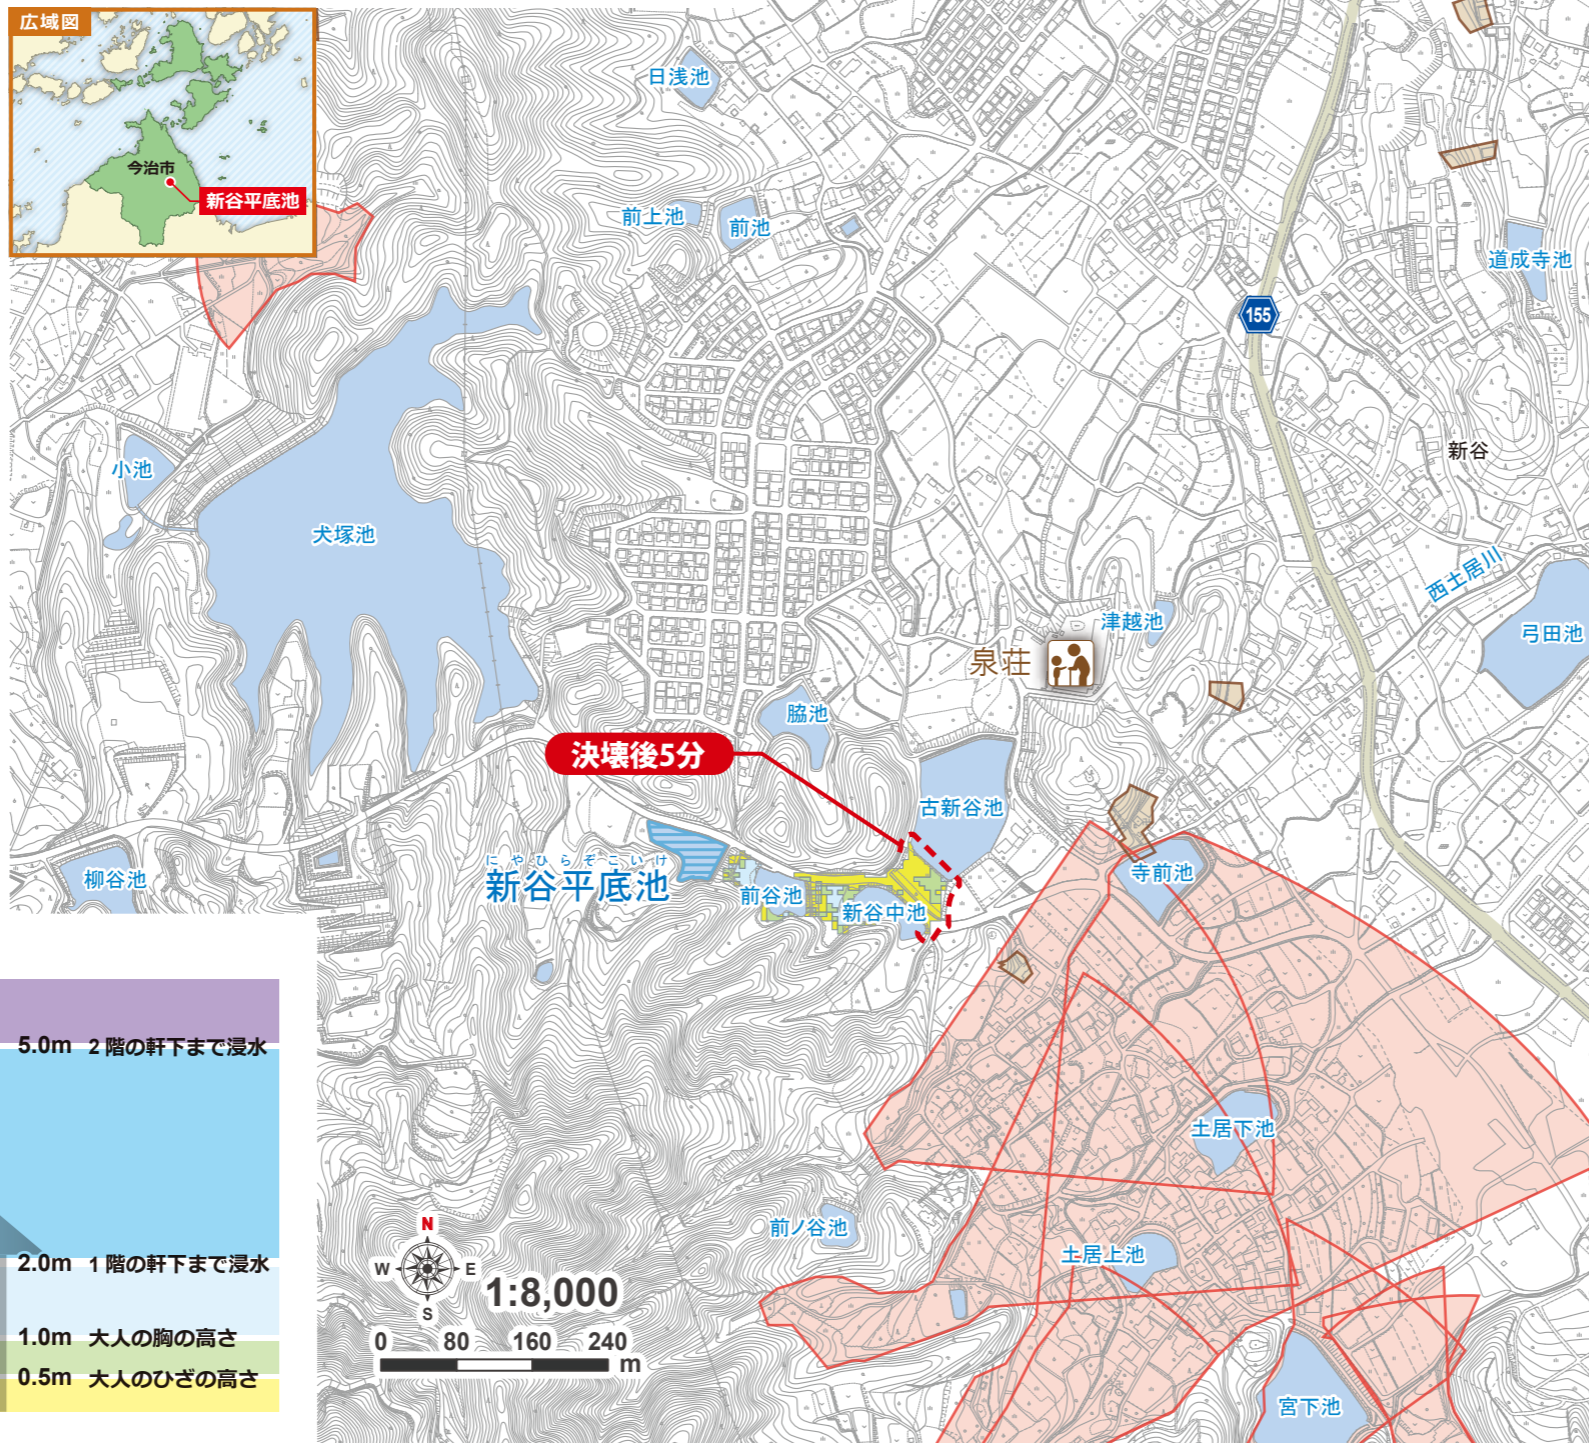 広域図
今治市
新谷平底池
日浅池
前上池
前池
道成寺池
155
新谷
小池
犬塚池
西土居川
弓田池
津越池
泉荘
脇池
決壊後5分
古新谷池
寺前池
にやひらぞこいけ
新谷平底池
柳谷池
前谷池
新谷中池
5.0m 2階の軒下まで浸水
2.0m 1階の軒下まで浸水
1.0m 大人の胸の高さ
0.5m 大人のひざの高さ
土居下池
前ノ谷池
土居上池
宮下池
N
W E
S
1:8,000
0 80 160 240
m